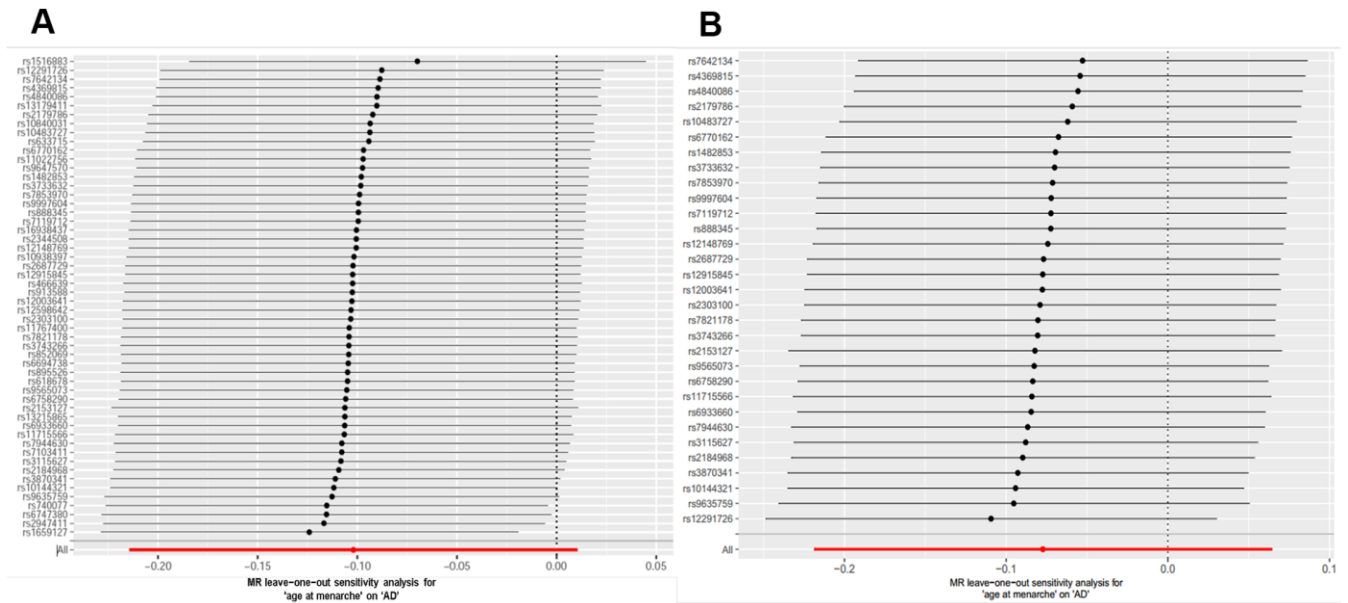 A
rs1516883
rs12291726
rs7642134
rs4369815
rs4840086
rs13179411
rs2179786
rs10840031
rs10483727
rs633715
rs6770162
rs11022756
rs9647570
rs1482853
rs3733632
rs7853970
rs9997604
rs888345
rs7119712
rs16938437
rs2344508
rs12148769
rs10938397
rs2687729
rs12915845
rs466639
rs913588
rs12003641
rs12598642
rs2303100
rs11767400
rs7821178
rs3743266
rs852069
rs6694738
rs895526
rs618678
rs9565073
rs6758290
rs2153127
rs13215865
rs6933660
rs11715566
rs7944630
rs7103411
rs3115627
rs2184968
rs3870341
rs10144321
rs9635759
rs740077
rs6747380
rs2947411
rs1659127
All
−0.20 −0.15 −0.10 −0.05 0.00 0.05
MR leave−one−out sensitivity analysis for
'age at menarche' on 'AD'
B
rs7642134
rs4369815
rs4840086
rs2179786
rs10483727
rs6770162
rs1482853
rs3733632
rs7853970
rs9997604
rs7119712
rs888345
rs12148769
rs2687729
rs12915845
rs12003641
rs2303100
rs7821178
rs3743266
rs2153127
rs9565073
rs6758290
rs11715566
rs6933660
rs7944630
rs3115627
rs2184968
rs3870341
rs10144321
rs9635759
rs12291726
All
−0.2 −0.1 0.0 0.1
MR leave−one−out sensitivity analysis for
'age at menarche' on 'AD'